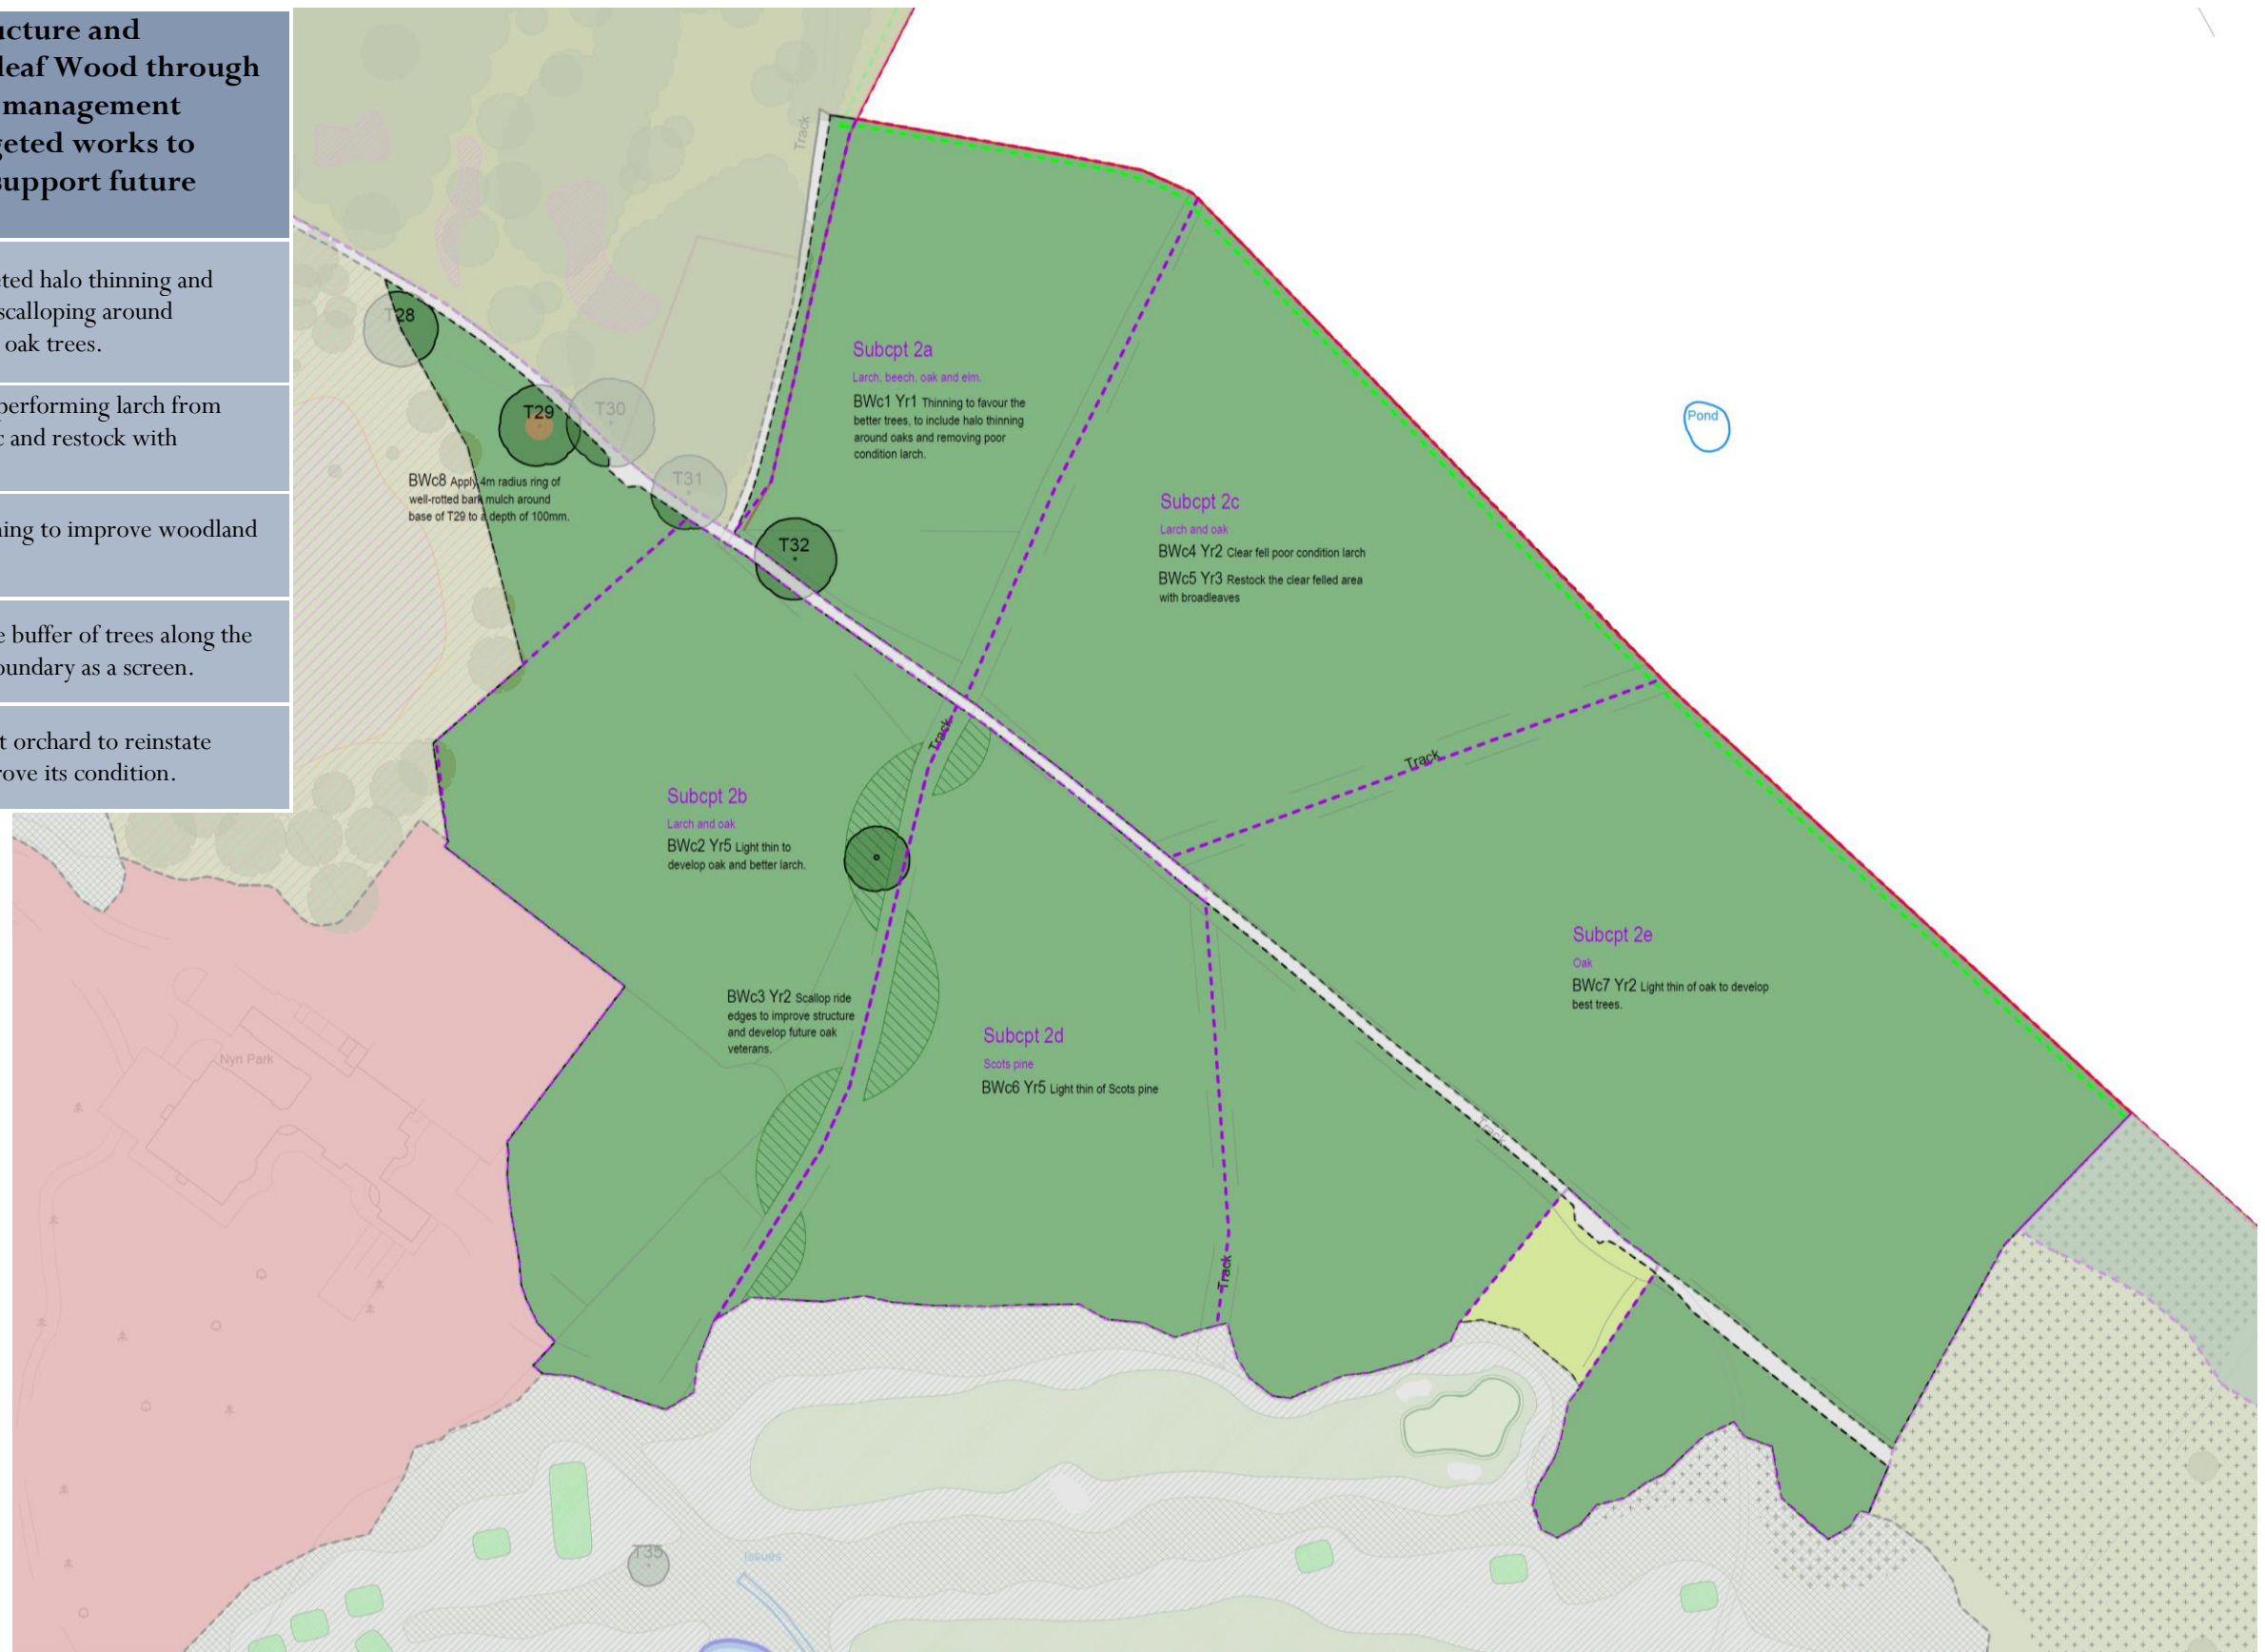 ucture and
leaf Wood through
management
geted works to
support future
eted halo thinning and
scalloping around
oak trees.
performing larch from
c and restock with
ning to improve woodland
e buffer of trees along the
oundary as a screen.
t orchard to reinstate
rove its condition.
Track
T28
T29
T30
T31
T32
BWc8 Apply 4m radius ring of
well-rotted bark mulch around
base of T29 to a depth of 100mm.
Subcpt 2a
Larch, beech, oak and elm.
BWc1 Yr1 Thinning to favour the
better trees, to include halo thinning
around oaks and removing poor
condition larch.
Pond
Subcpt 2c
Larch and oak
BWc4 Yr2 Clear fell poor condition larch
BWc5 Yr3 Restock the clear felled area
with broadleaves
Track
Track
Subcpt 2b
Larch and oak
BWc2 Yr5 Light thin to
develop oak and better larch.
Subcpt 2e
Oak
BWc7 Yr2 Light thin of oak to develop
best trees.
BWc3 Yr2 Scallop ride
edges to improve structure
and develop future oak
veterans.
Subcpt 2d
Scots pine
BWc6 Yr5 Light thin of Scots pine
Nyn Park
Track
Track
T35
Issues